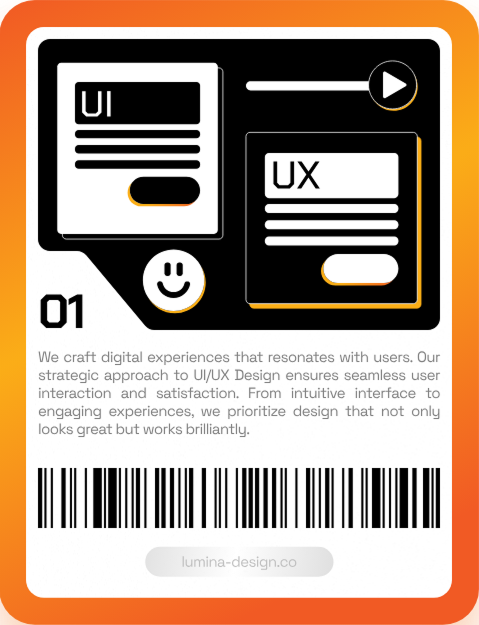 UI
UX
01
We craft digital experiences that resonates with users. Our
strategic approach to UI/UX Design ensures seamless user
interaction and satisfaction. From intuitive interface to
engaging experiences, we prioritize design that not only
looks great but works brilliantly.
lumina-design.co